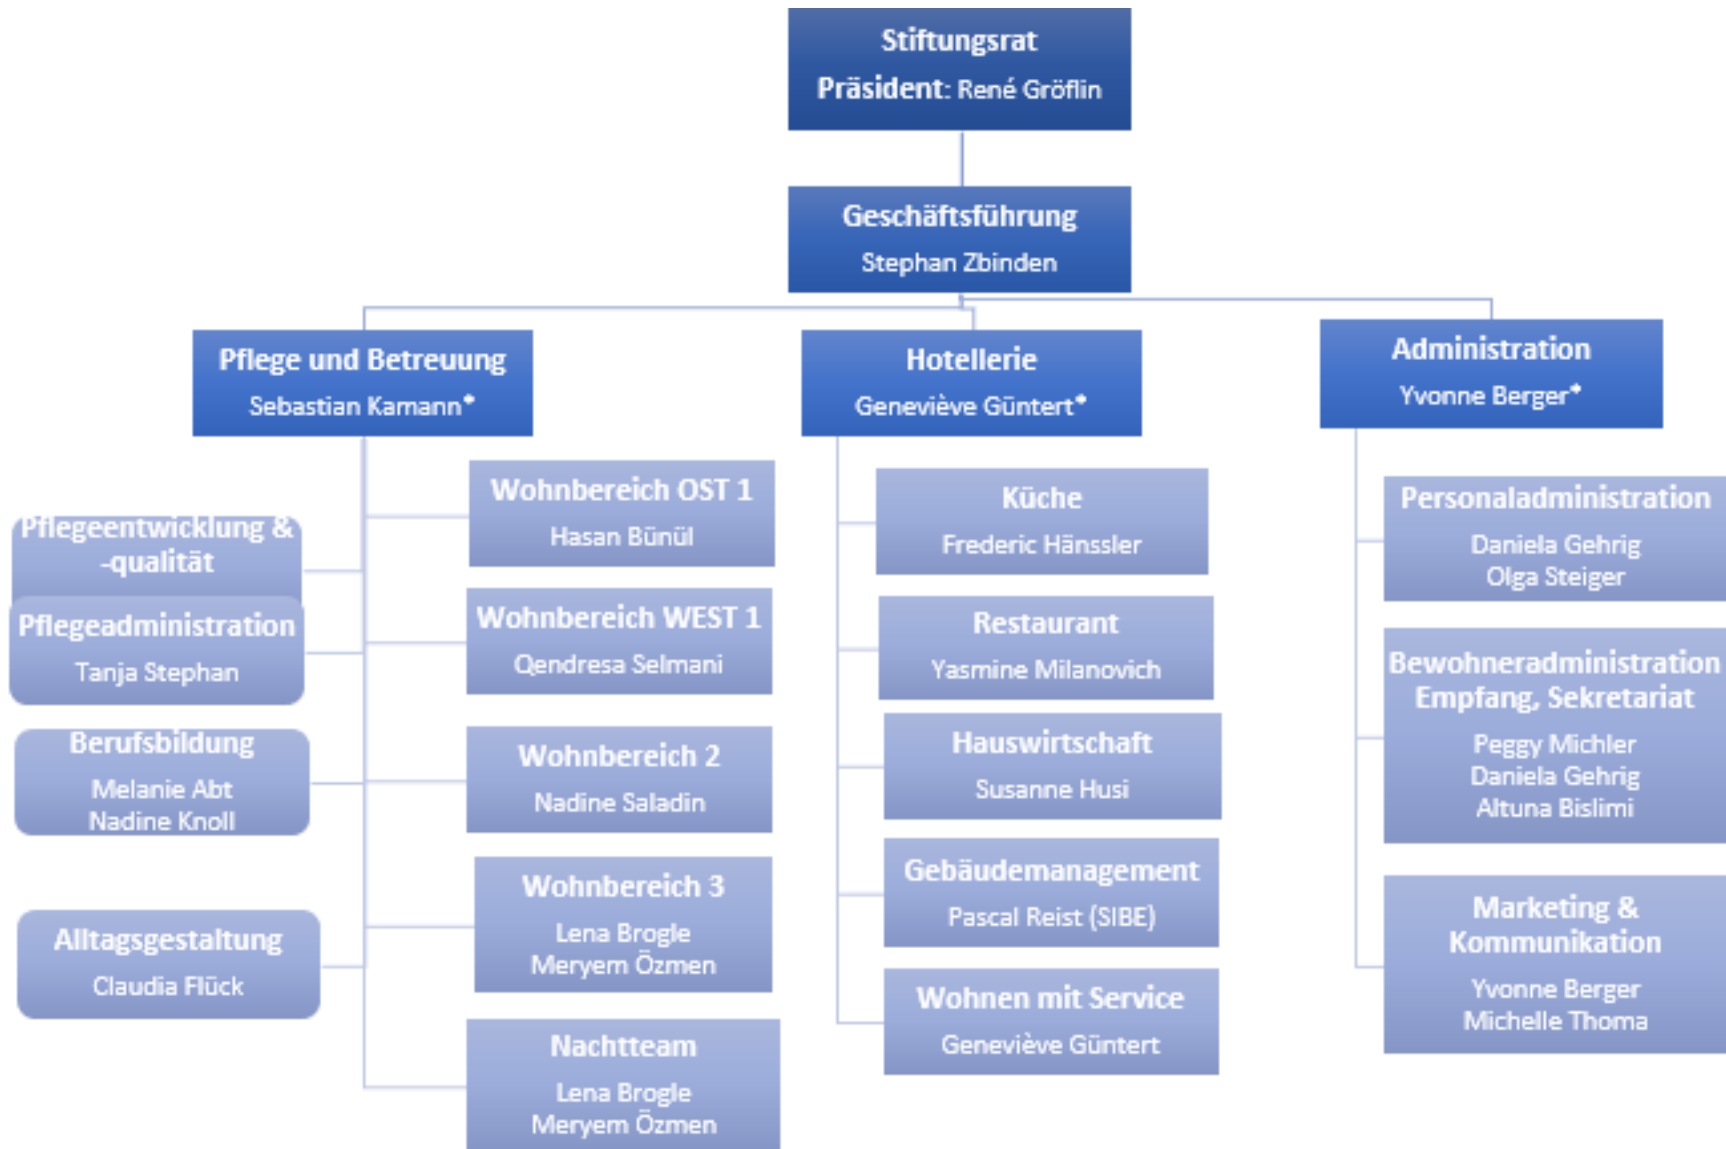 Stiftungsrat
Präsident: René Gröflin
Geschäftsführung
Stephan Zbinden
Pflege und Betreuung
Sebastian Kamann*
Pflegeentwicklung &
-qualität
Pflegeadministration
Tanja Stephan
Berufsbildung
Melanie Abt
Nadine Knoll
Alltagsgestaltung
Claudia Flück
Wohnbereich OST 1
Hasan Bünül
Wohnbereich WEST 1
Qendresa Selmani
Wohnbereich 2
Nadine Saladin
Wohnbereich 3
Lena Brogle
Meryem Özmen
Nachtteam
Lena Brogle
Meryem Özmen
Hotellerie
Geneviève Güntert*
Küche
Frederic Hänssler
Restaurant
Yasmine Milanovich
Hauswirtschaft
Susanne Husi
Gebäudemanagement
Pascal Reist (SIBE)
Wohnen mit Service
Geneviève Güntert
Administration
Yvonne Berger*
Personaladministration
Daniela Gehrig
Olga Steiger
Bewohneradministration
Empfang, Sekretariat
Peggy Michler
Daniela Gehrig
Altuna Bislimi
Marketing &
Kommunikation
Yvonne Berger
Michelle Thoma